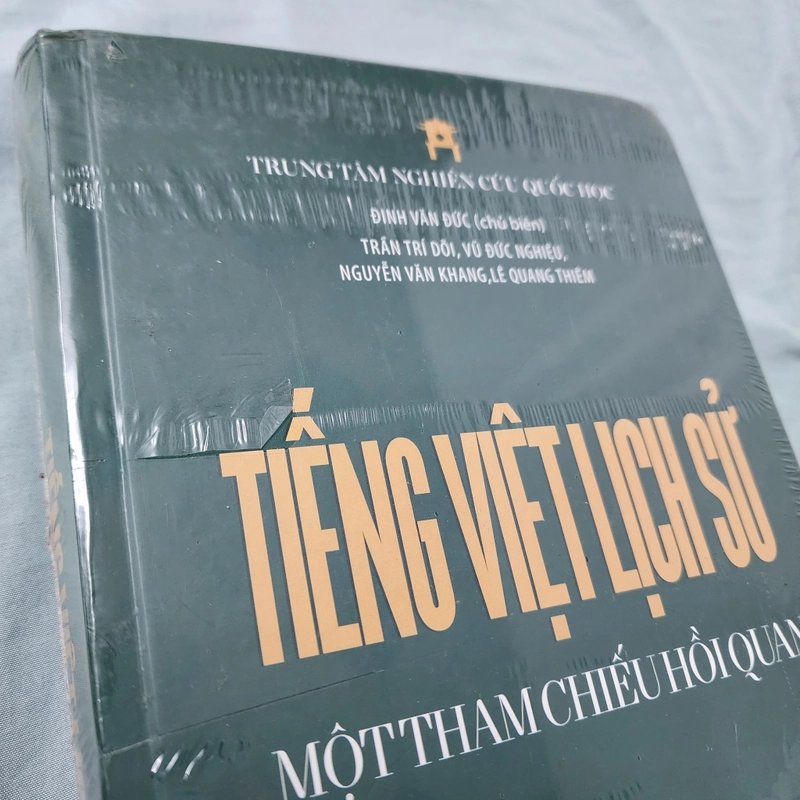 TRUNG TÂM NGHIÊN CỨU QUỐC HỌC
ĐINH VĂN ĐỨC (chủ biên)
TRẦN TRÍ DÕI, VŨ ĐỨC NGHIỆU,
NGUYỄN VĂN KHANG, LÊ QUANG THIÊM
TIẾNG VIỆT LỊCH SỬ
MỘT THAM CHIẾU HỒI QUAN